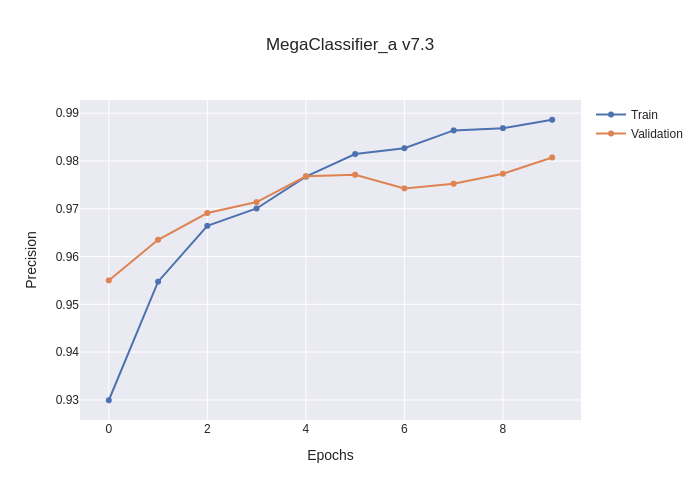 MegaClassifier_a v7.3
Precision
0.99
0.98
0.97
0.96
0.95
0.94
0.93
0 2 4 6 8
Epochs
Train
Validation